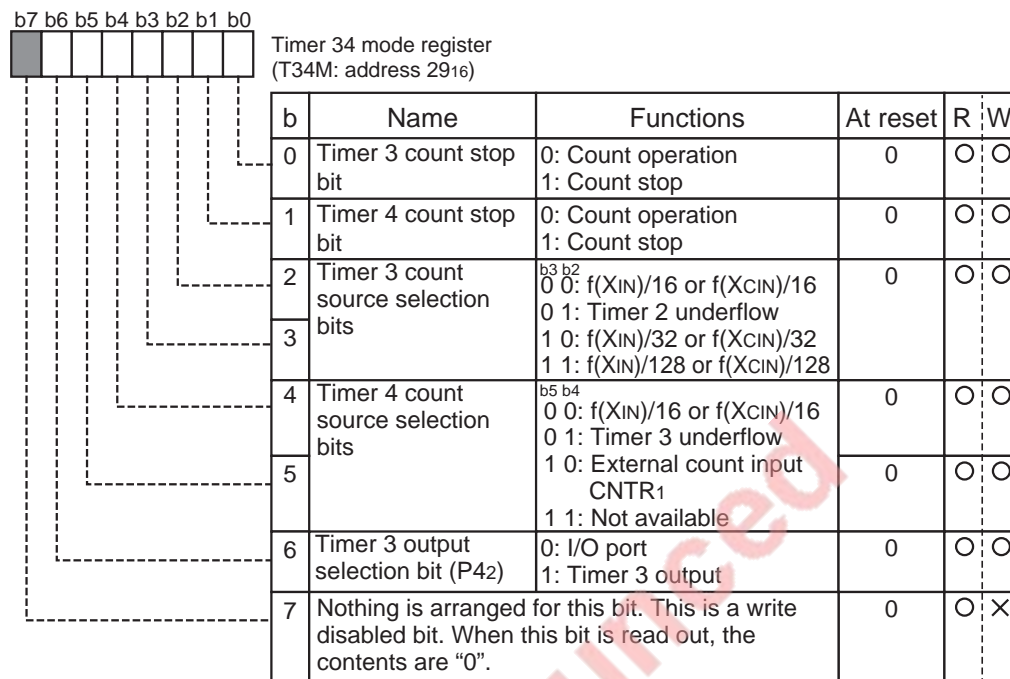 b7 b6 b5 b4 b3 b2 b1 b0
Timer 34 mode register
(T34M: address 2916)
b Name Functions At reset R W
0 Timer 3 count stop bit 0: Count operation 0 ○ ○
1: Count stop
1 Timer 4 count stop bit 0: Count operation 0 ○ ○
1: Count stop
2 Timer 3 count source selection bits b3 b2 0 ○ ○
0 0: f(XIN)/16 or f(XCIN)/16
0 1: Timer 2 underflow
3 1 0: f(XIN)/32 or f(XCIN)/32
1 1: f(XIN)/128 or f(XCIN)/128
4 Timer 4 count source selection bits b5 b4 0 ○ ○
0 0: f(XIN)/16 or f(XCIN)/16
0 1: Timer 3 underflow
5 1 0: External count input 0 ○ ○
CNTR1
1 1: Not available
6 Timer 3 output selection bit (P42) 0: I/O port 0 ○ ○
1: Timer 3 output
7 Nothing is arranged for this bit. This is a write 0 ○ ×
disabled bit. When this bit is read out, the
contents are “0”.